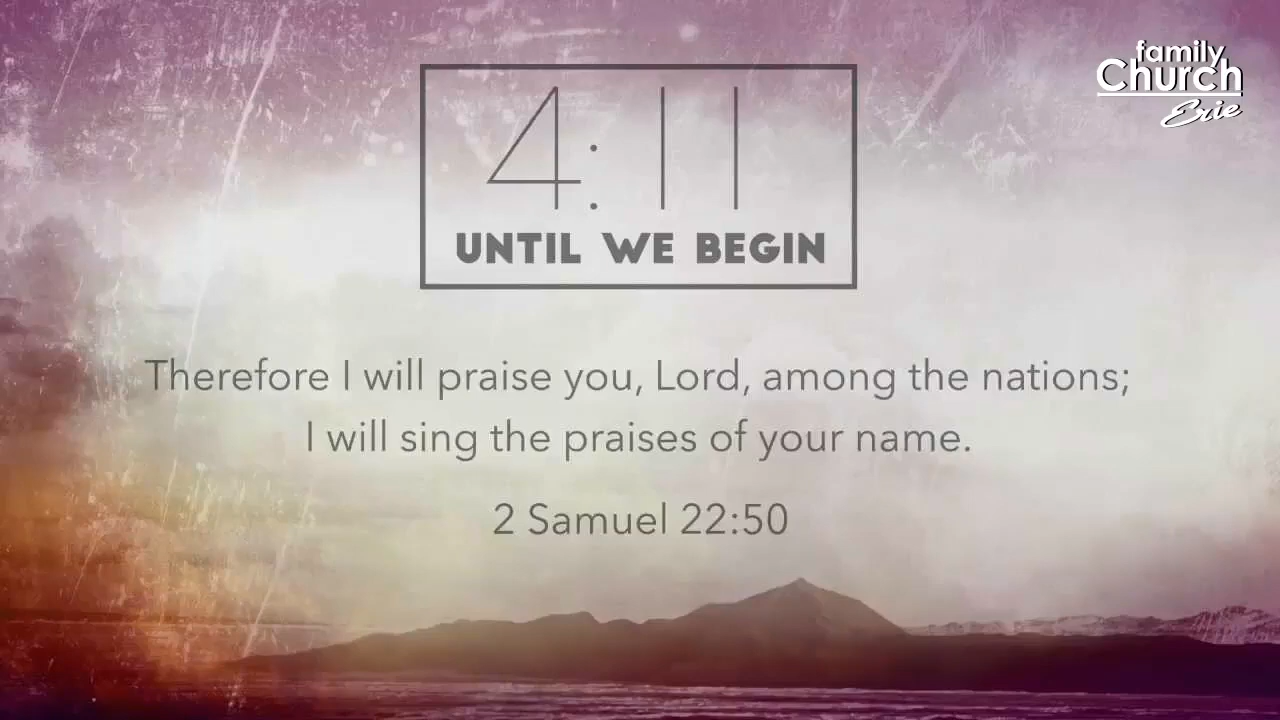 family
Church
Erie
4:11
UNTIL WE BEGIN
Therefore I will praise you, Lord, among the nations;
I will sing the praises of your name.
2 Samuel 22:50